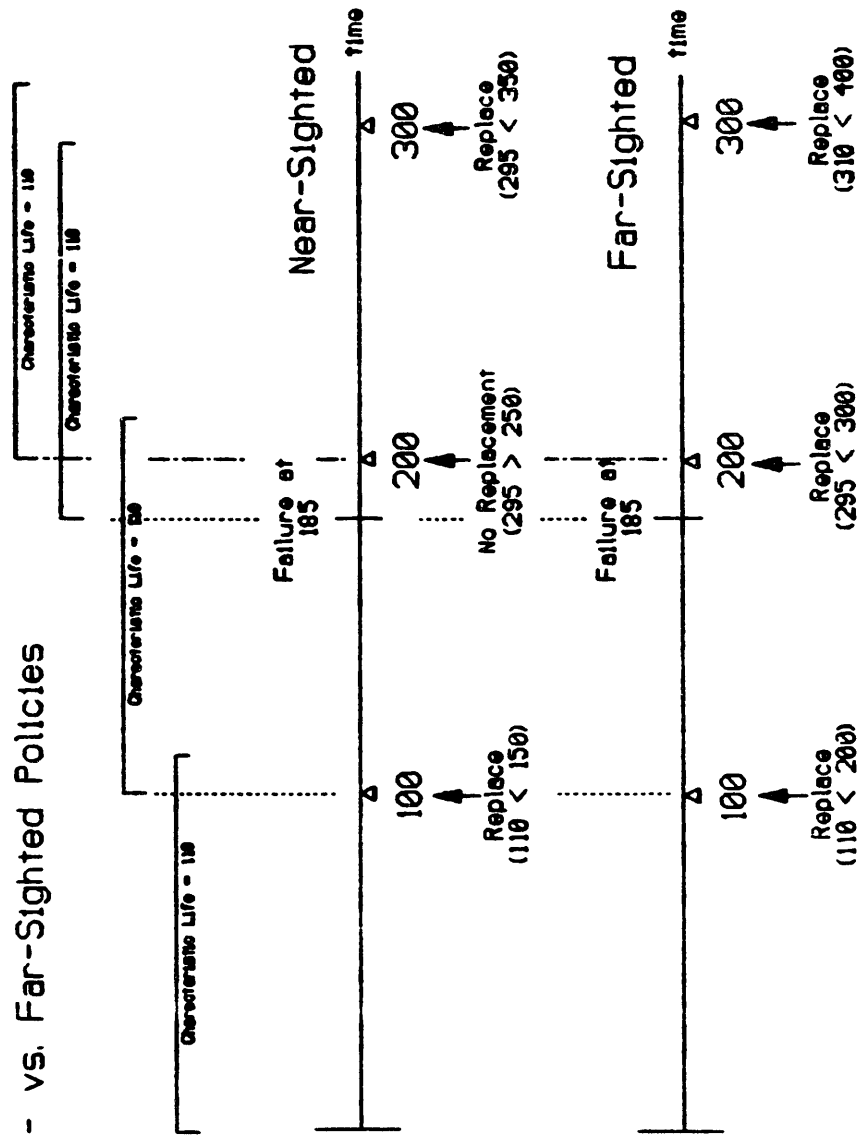 - vs. Far-Sighted Policies
Characteristic Life = 110
Characteristic Life = 110
Characteristic Life =
Characteristic Life = 110
Near-Sighted
time
Failure at
185
100
200
300
Replace
(110 < 150)
No Replacement
(295 > 250)
Replace
(295 < 350)
Far-Sighted
time
Failure at
185
100
200
300
Replace
(110 < 200)
Replace
(295 < 300)
Replace
(310 < 400)